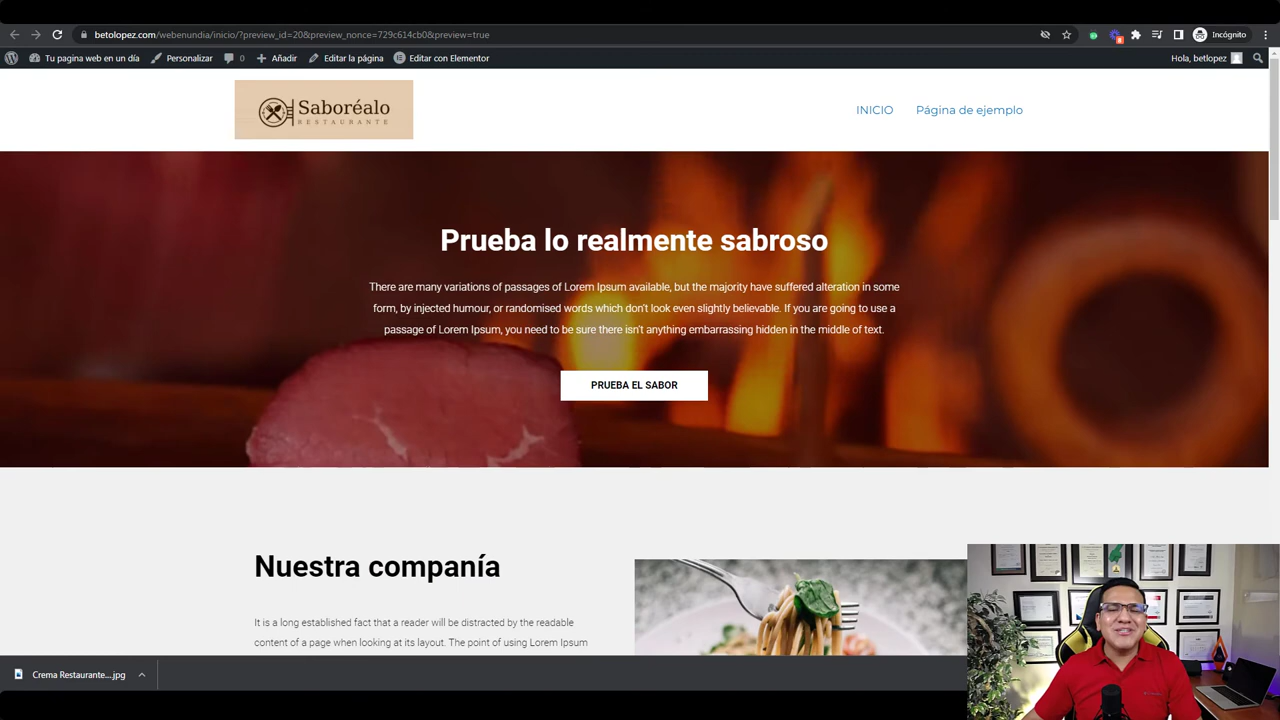 betolopez.com/webenundia/inicio/?preview_id=20&preview_nonce=729c614cb0&preview=true
Incógnito
Tu pagina web en un día
Personalizar
0
Añadir
Editar la página
Editar con Elementor
Hola, betlopez
Saboréalo
RESTAURANTE
INICIO
Página de ejemplo
Prueba lo realmente sabroso
There are many variations of passages of Lorem Ipsum available, but the majority have suffered alteration in some
form, by injected humour, or randomised words which don't look even slightly believable. If you are going to use a
passage of Lorem Ipsum, you need to be sure there isn't anything embarrassing hidden in the middle of text.
PRUEBA EL SABOR
Nuestra compañía
It is a long established fact that a reader will be distracted by the readable
content of a page when looking at its layout. The point of using Lorem Ipsum
Crema Restaurante....jpg